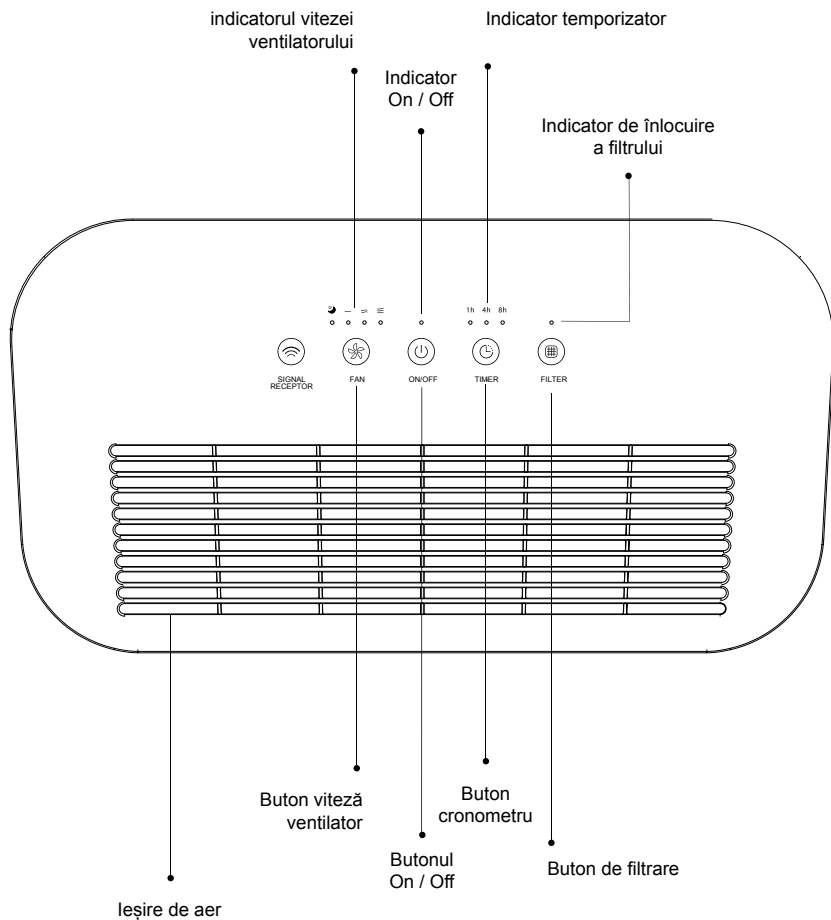 indicatorul vitezei
ventilatorului
Indicator temporizator
Indicator
On / Off
Indicator de înlocuire
a filtrului
1h 4h 8h
SIGNAL
RECEPTOR
FAN
ON/OFF
TIMER
FILTER
Buton viteză
ventilator
Buton
cronometru
Butonul
On / Off
Buton de filtrare
Ieșire de aer